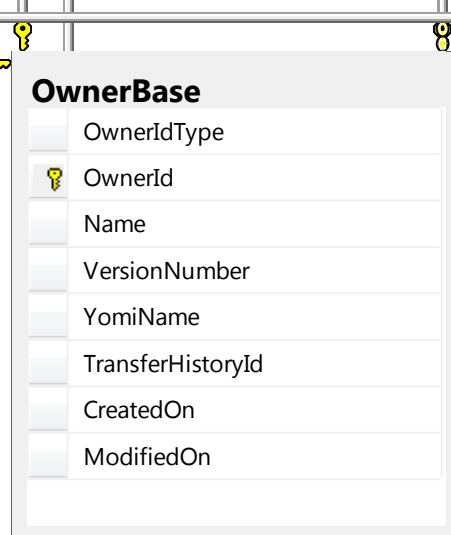 OwnerBase
OwnerIdType
OwnerId
Name
VersionNumber
YomiName
TransferHistoryId
CreatedOn
ModifiedOn